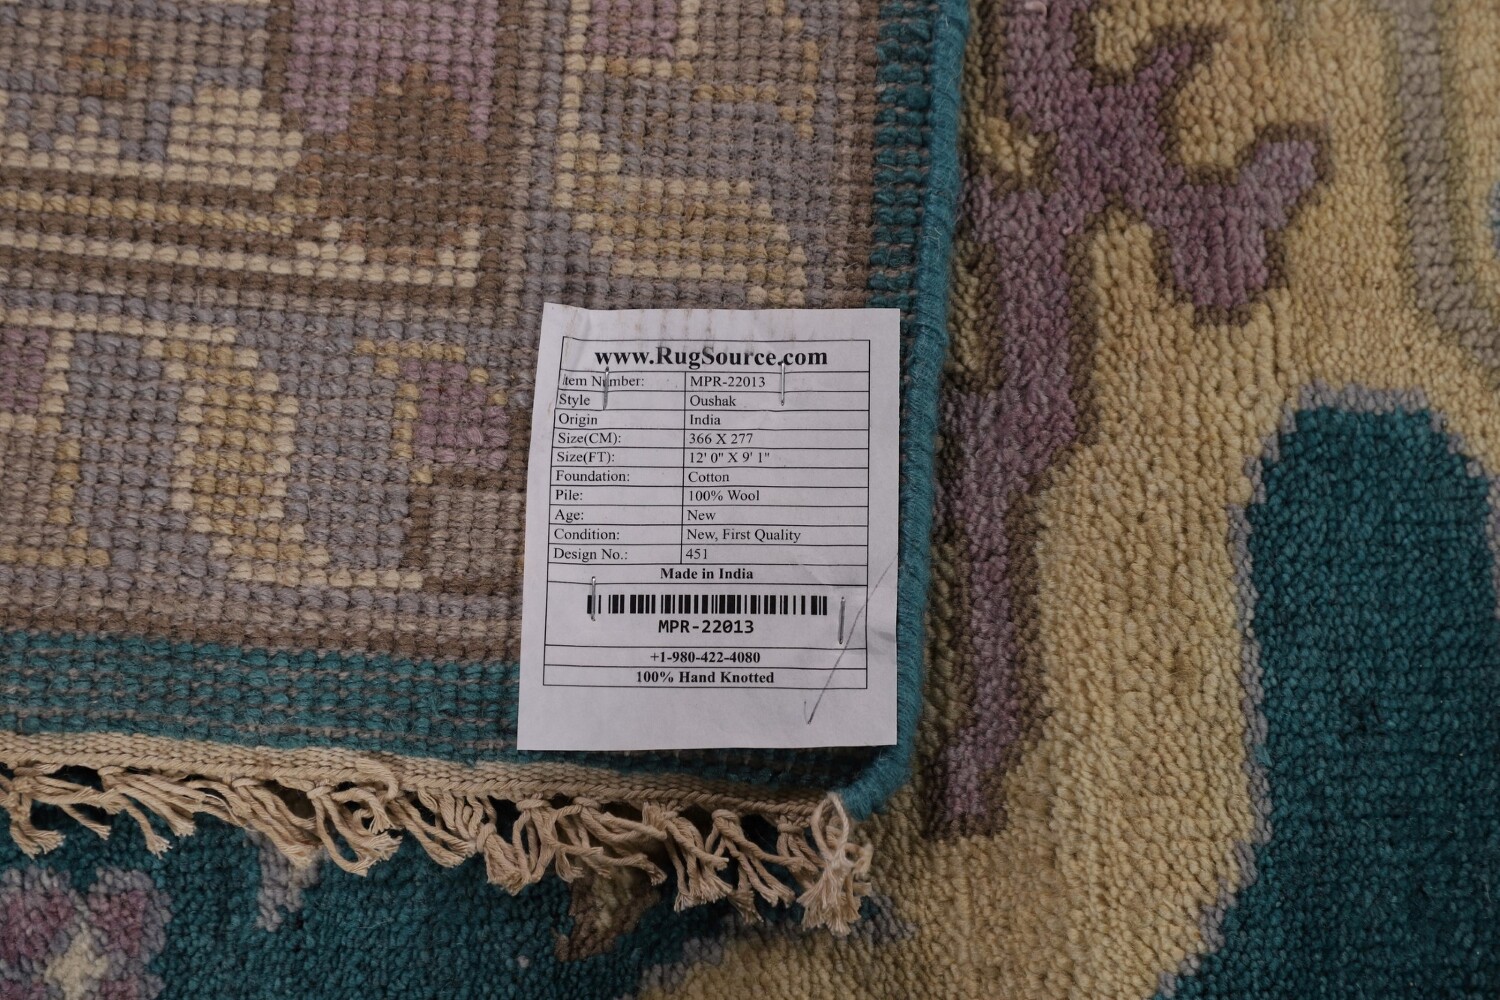 www.RugSource.com
Item Number: MPR-22013
Style Oushak
Origin India
Size(CM): 366 X 277
Size(FT): 12' 0" X 9' 1"
Foundation: Cotton
Pile: 100% Wool
Age: New
Condition: New, First Quality
Design No.: 451
Made in India
MPR-22013
+1-980-422-4080
100% Hand Knotted